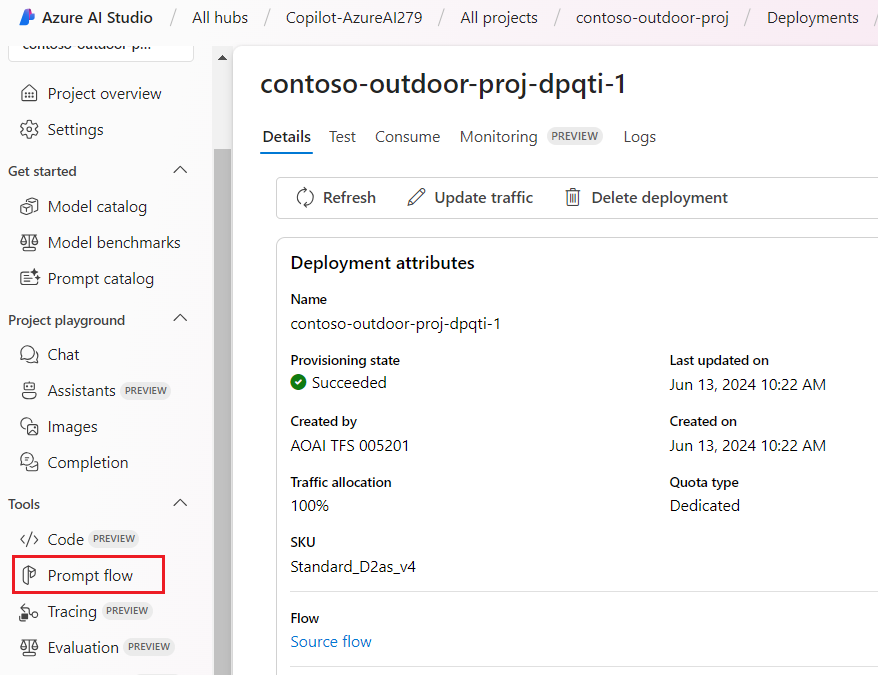 Azure AI Studio / All hubs / Copilot-AzureAI279 / All projects / contoso-outdoor-proj / Deployments /
contoso-outdoor-p...
Project overview
Settings
Get started
Model catalog
Model benchmarks
Prompt catalog
Project playground
Chat
Assistants PREVIEW
Images
Completion
Tools
Code PREVIEW
Prompt flow
Tracing PREVIEW
Evaluation PREVIEW
contoso-outdoor-proj-dpqti-1
Details Test Consume Monitoring PREVIEW Logs
Refresh Update traffic Delete deployment
Deployment attributes
Name
contoso-outdoor-proj-dpqti-1
Provisioning state
Succeeded
Last updated on
Jun 13, 2024 10:22 AM
Created by
AOAI TFS 005201
Created on
Jun 13, 2024 10:22 AM
Traffic allocation
100%
Quota type
Dedicated
SKU
Standard_D2as_v4
Flow
Source flow